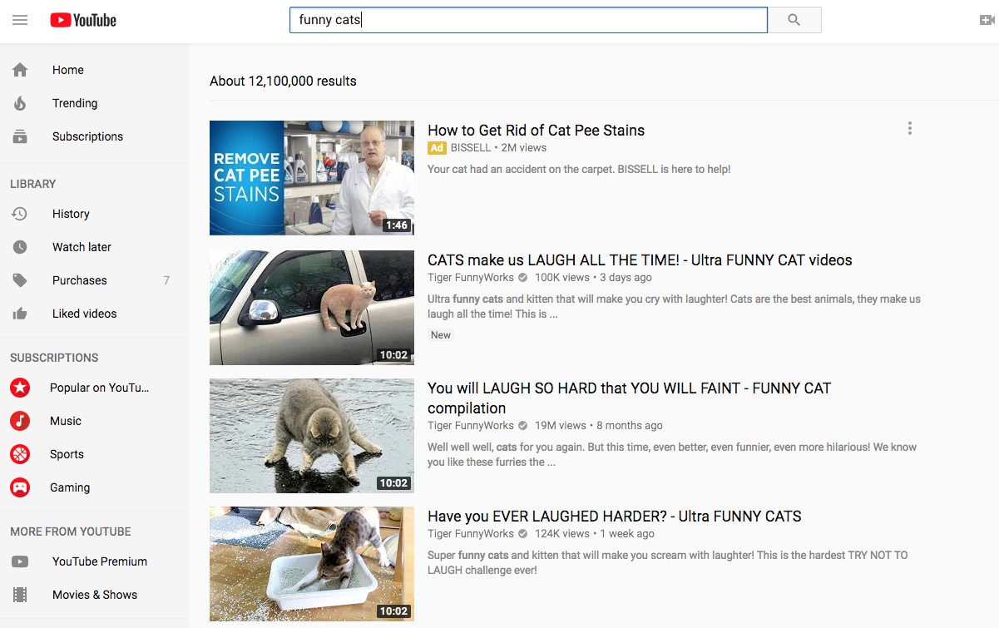 YouTube
funny cats
Home
Trending
Subscriptions
LIBRARY
History
Watch later
Purchases 7
Liked videos
SUBSCRIPTIONS
Popular on YouTu...
Music
Sports
Gaming
MORE FROM YOUTUBE
YouTube Premium
Movies & Shows
About 12,100,000 results
REMOVE
CAT PEE
STAINS
1:46
How to Get Rid of Cat Pee Stains
Ad BISSELL • 2M views
Your cat had an accident on the carpet. BISSELL is here to help!
10:02
CATS make us LAUGH ALL THE TIME! - Ultra FUNNY CAT videos
Tiger FunnyWorks 100K views • 3 days ago
Ultra funny cats and kitten that will make you cry with laughter! Cats are the best animals, they make us
laugh all the time! This is ...
New
10:02
You will LAUGH SO HARD that YOU WILL FAINT - FUNNY CAT
compilation
Tiger FunnyWorks 19M views • 8 months ago
Well well well, cats for you again. But this time, even better, even funnier, even more hilarious! We know
you like these furries the ...
10:02
Have you EVER LAUGHED HARDER? - Ultra FUNNY CATS
Tiger FunnyWorks 124K views • 1 week ago
Super funny cats and kitten that will make you scream with laughter! This is the hardest TRY NOT TO
LAUGH challenge ever!